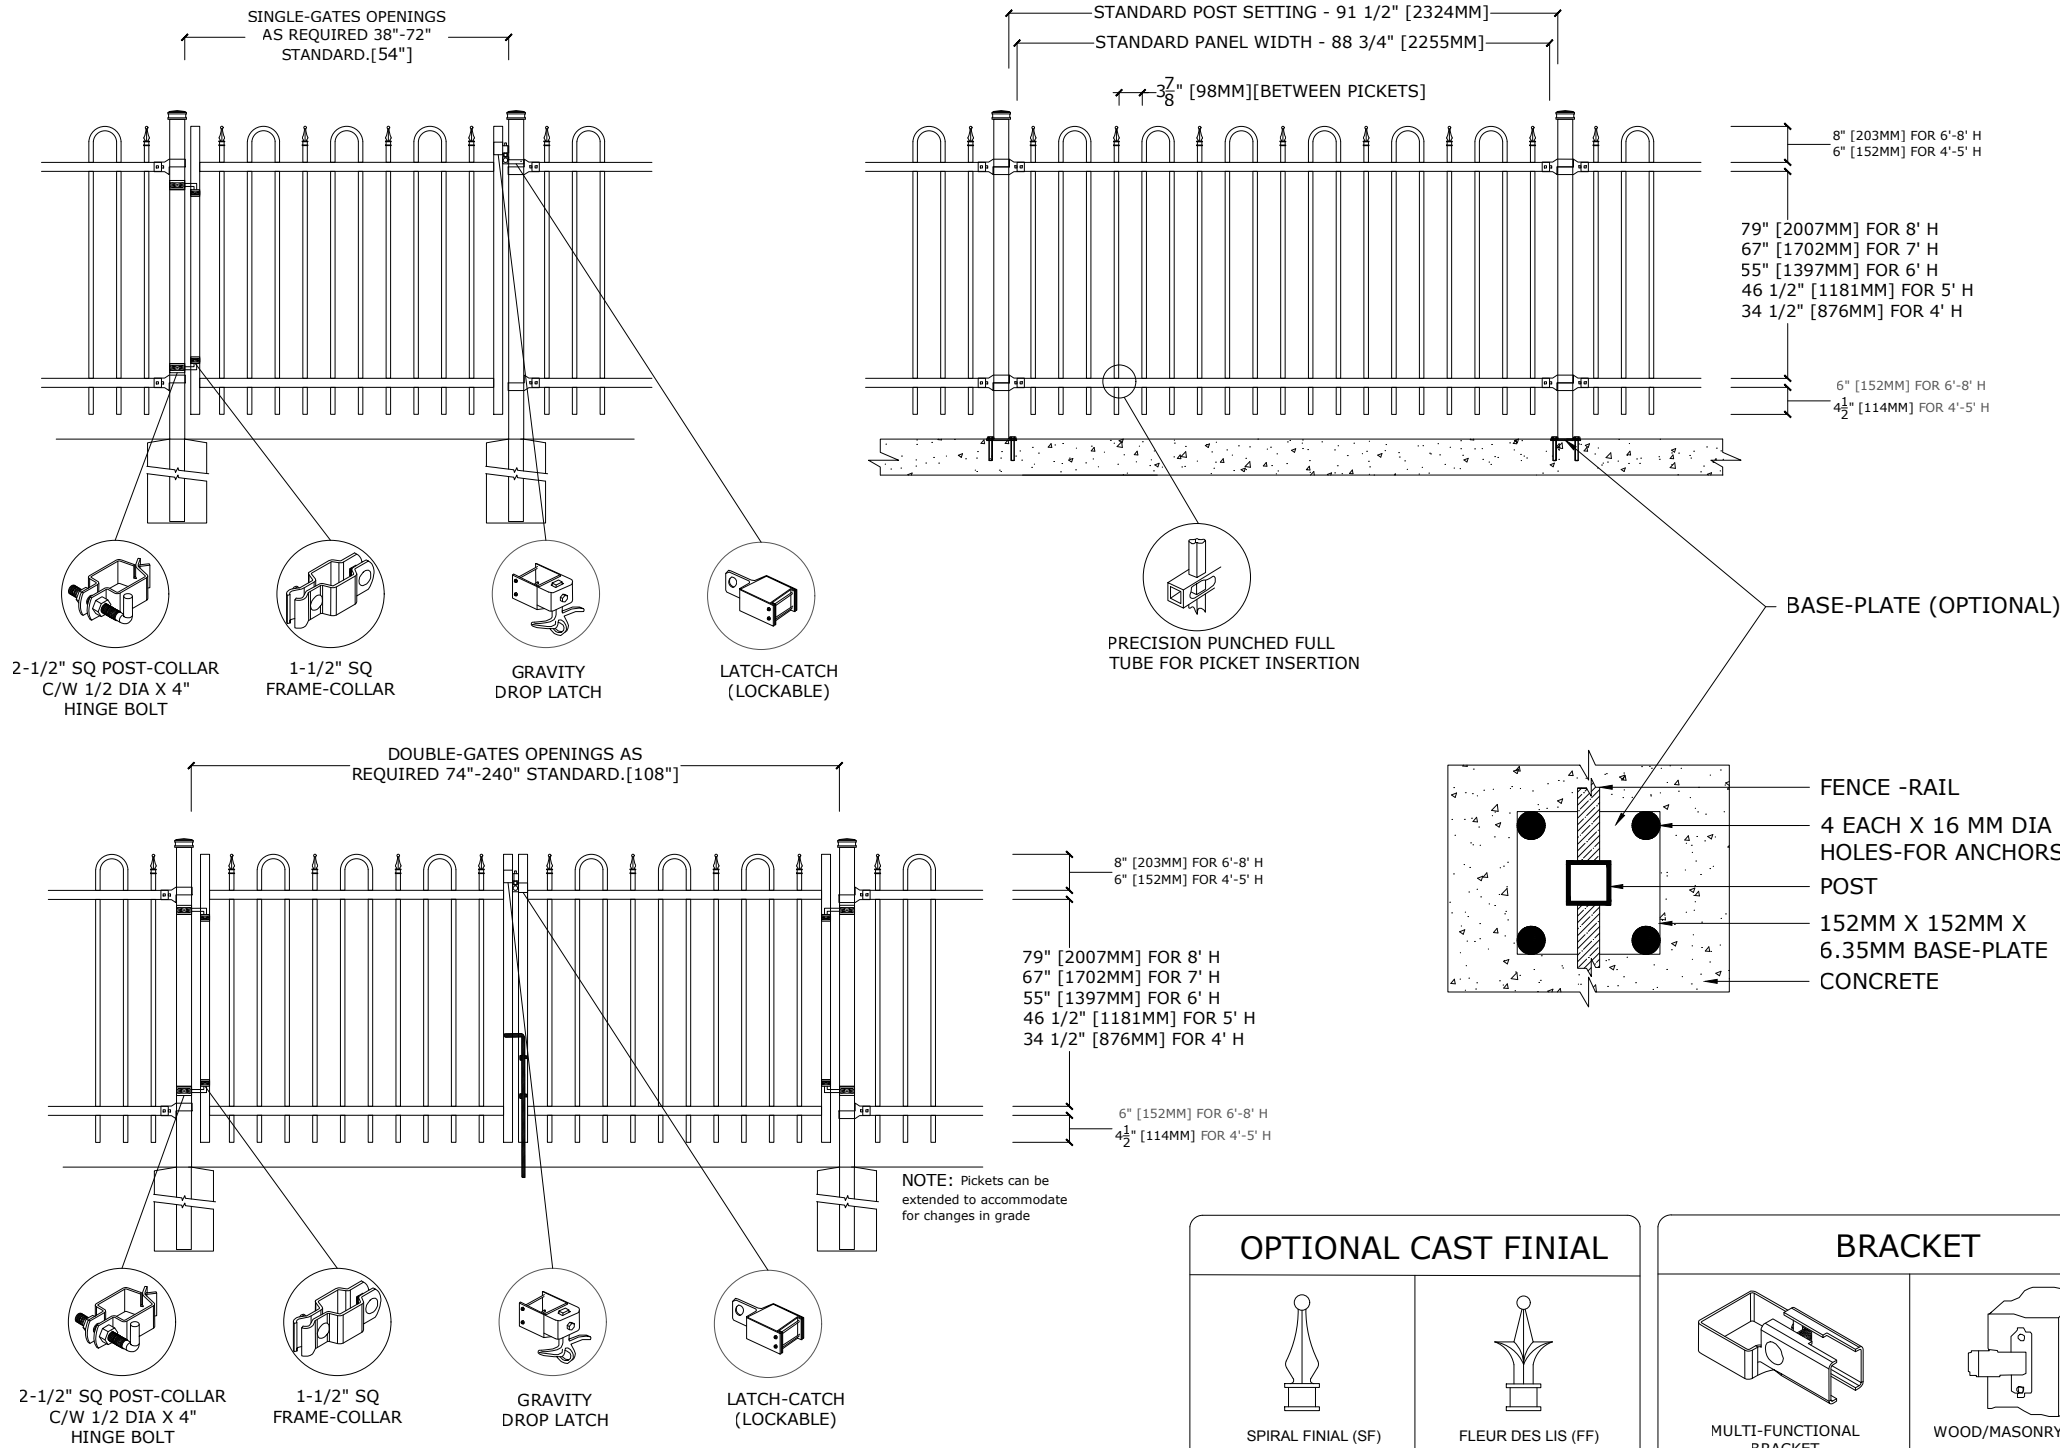 SINGLE-GATES OPENINGS
AS REQUIRED 38"-72"
STANDARD.[54"]
STANDARD POST SETTING - 91 1/2" [2324MM]
STANDARD PANEL WIDTH - 88 3/4" [2255MM]
3 7/8" [98MM][BETWEEN PICKETS]
8" [203MM] FOR 6'-8' H
6" [152MM] FOR 4'-5' H
79" [2007MM] FOR 8' H
67" [1702MM] FOR 7' H
55" [1397MM] FOR 6' H
46 1/2" [1181MM] FOR 5' H
34 1/2" [876MM] FOR 4' H
6" [152MM] FOR 6'-8' H
4 1/2" [114MM] FOR 4'-5' H
2-1/2" SQ POST-COLLAR
C/W 1/2 DIA X 4"
HINGE BOLT
1-1/2" SQ
FRAME-COLLAR
GRAVITY
DROP LATCH
LATCH-CATCH
(LOCKABLE)
PRECISION PUNCHED FULL
TUBE FOR PICKET INSERTION
BASE-PLATE (OPTIONAL)
FENCE -RAIL
4 EACH X 16 MM DIA
HOLES-FOR ANCHORS
POST
152MM X 152MM X
6.35MM BASE-PLATE
CONCRETE
DOUBLE-GATES OPENINGS AS
REQUIRED 74"-240" STANDARD.[108"]
8" [203MM] FOR 6'-8' H
6" [152MM] FOR 4'-5' H
79" [2007MM] FOR 8' H
67" [1702MM] FOR 7' H
55" [1397MM] FOR 6' H
46 1/2" [1181MM] FOR 5' H
34 1/2" [876MM] FOR 4' H
6" [152MM] FOR 6'-8' H
4 1/2" [114MM] FOR 4'-5' H
NOTE: Pickets can be
extended to accommodate
for changes in grade
2-1/2" SQ POST-COLLAR
C/W 1/2 DIA X 4"
HINGE BOLT
1-1/2" SQ
FRAME-COLLAR
GRAVITY
DROP LATCH
LATCH-CATCH
(LOCKABLE)
OPTIONAL CAST FINIAL
SPIRAL FINIAL (SF)
FLEUR DES LIS (FF)
BRACKET
MULTI-FUNCTIONAL
BRACKET
WOOD/MASONRY